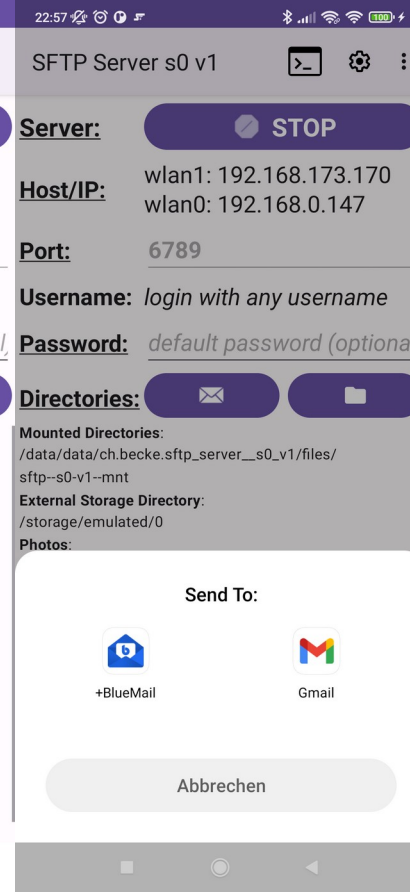 22:57
100
SFTP Server s0 v1
Server:
STOP
Host/IP:
wlan1: 192.168.173.170
wlan0: 192.168.0.147
Port:
6789
Username:
login with any username
Password:
default password (optiona
Directories:
Mounted Directories:
/data/data/ch.becke.sftp_server__s0_v1/files/
sftp--s0-v1--mnt
External Storage Directory:
/storage/emulated/0
Photos:
Send To:
+BlueMail
Gmail
Abbrechen